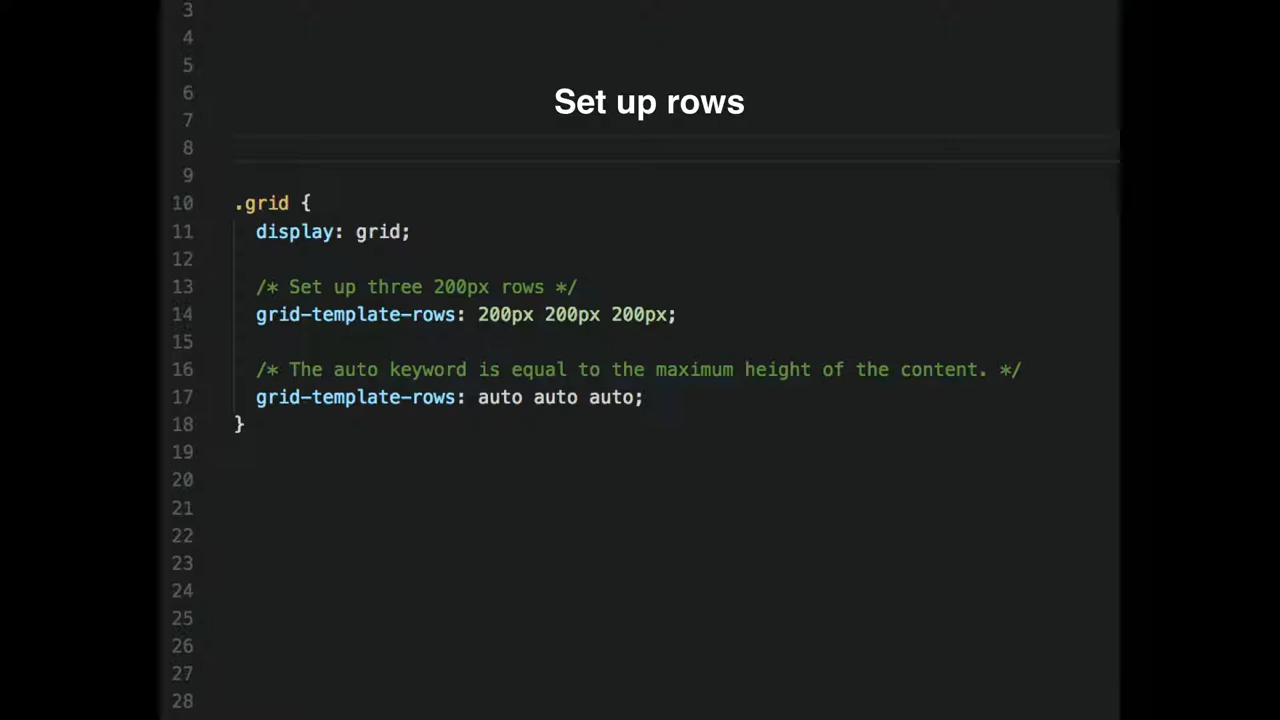 3
4
5
6
Set up rows
7
8
9
10 .grid {
11 display: grid;
12
13 /* Set up three 200px rows */
14 grid-template-rows: 200px 200px 200px;
15
16 /* The auto keyword is equal to the maximum height of the content. */
17 grid-template-rows: auto auto auto;
18 }
19
20
21
22
23
24
25
26
27
28